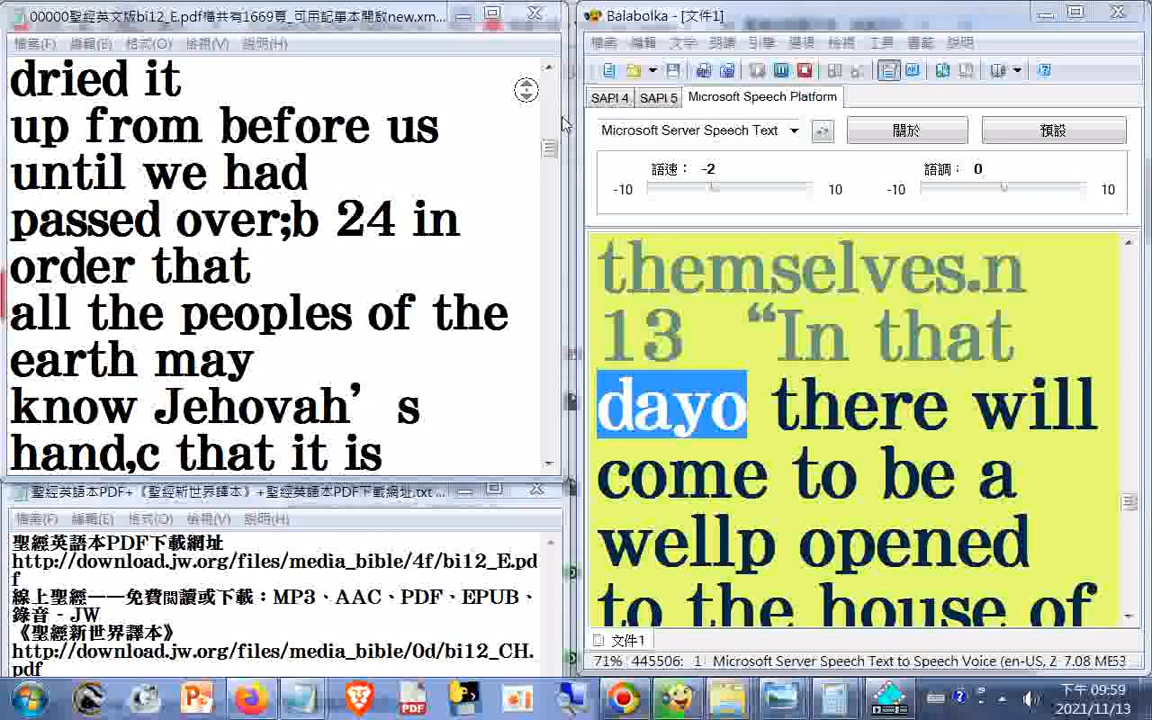 00000聖經英文版bi12_E.pdf檔共有1669頁_可用記事本開啟new.xm...
檔案(F) 編輯(E) 格式(O) 檢視(V) 說明(H)
dried it
up from before us
until we had
passed over;b 24 in
order that
all the peoples of the
earth may
know Jehovah’s
hand,c that it is
聖經英語本PDF+《聖經新世界譯本》+聖經英語本PDF下載網址.txt ...
檔案(F) 編輯(E) 格式(O) 檢視(V) 說明(H)
聖經英語本PDF下載網址
http://download.jw.org/files/media_bible/4f/bi12_E.pd
f
線上聖經——免費閱讀或下載：MP3、AAC、PDF、EPUB、
錄音 - JW
《聖經新世界譯本》
http://download.jw.org/files/media_bible/0d/bi12_CH.
pdf
Balabolka - [文件1]
檔案 編輯 文字 朗讀 引擎 選項 檢視 工具 書籤 說明
SAPI 4 SAPI 5 Microsoft Speech Platform
Microsoft Server Speech Text 關於 預設
語速： -2 語調： 0
-10 10 -10 10
themselves.n
13 “In that
dayo there will
come to be a
wellp opened
to the house of
文件1
71% 445506: 1 Microsoft Server Speech Text to Speech Voice (en-US, Z 7.08 ME53
PDF
下午 09:59
2021/11/13